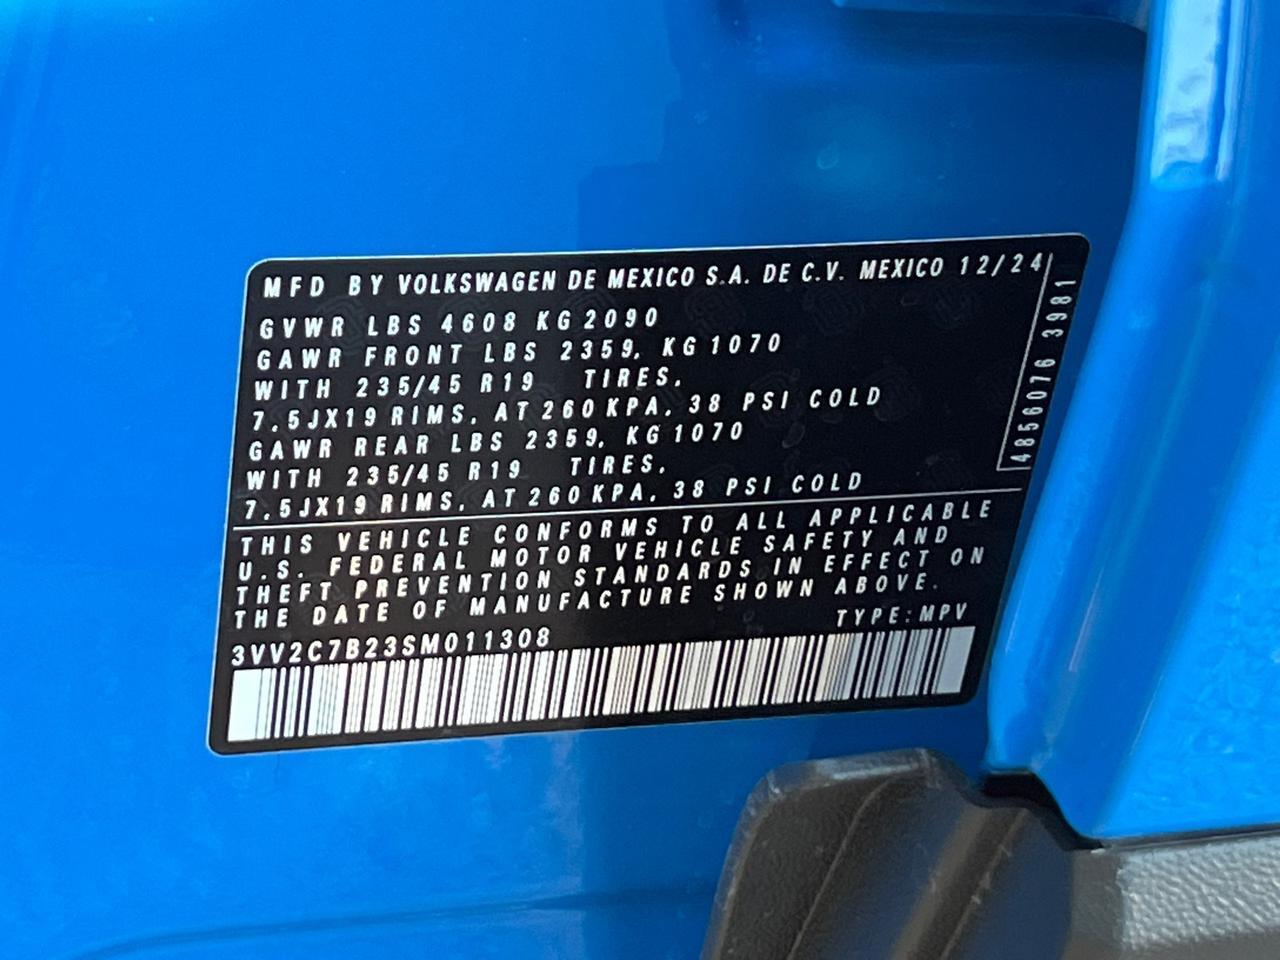 MFD BY VOLKSWAGEN DE MEXICO S.A. DE C.V. MEXICO 12/24
GVWR LBS 4608 KG 2090
GAWR FRONT LBS 2359, KG 1070
WITH 235/45 R19 TIRES,
7.5JX19 RIMS, AT 260 KPA, 38 PSI COLD
GAWR REAR LBS 2359, KG 1070
WITH 235/45 R19 TIRES,
7.5JX19 RIMS, AT 260 KPA, 38 PSI COLD
THIS VEHICLE CONFORMS TO ALL APPLICABLE
U.S. FEDERAL MOTOR VEHICLE SAFETY AND
THEFT PREVENTION STANDARDS IN EFFECT ON
THE DATE OF MANUFACTURE SHOWN ABOVE.
TYPE: MPV
3VV2C7B23SM011308
4856076 3981